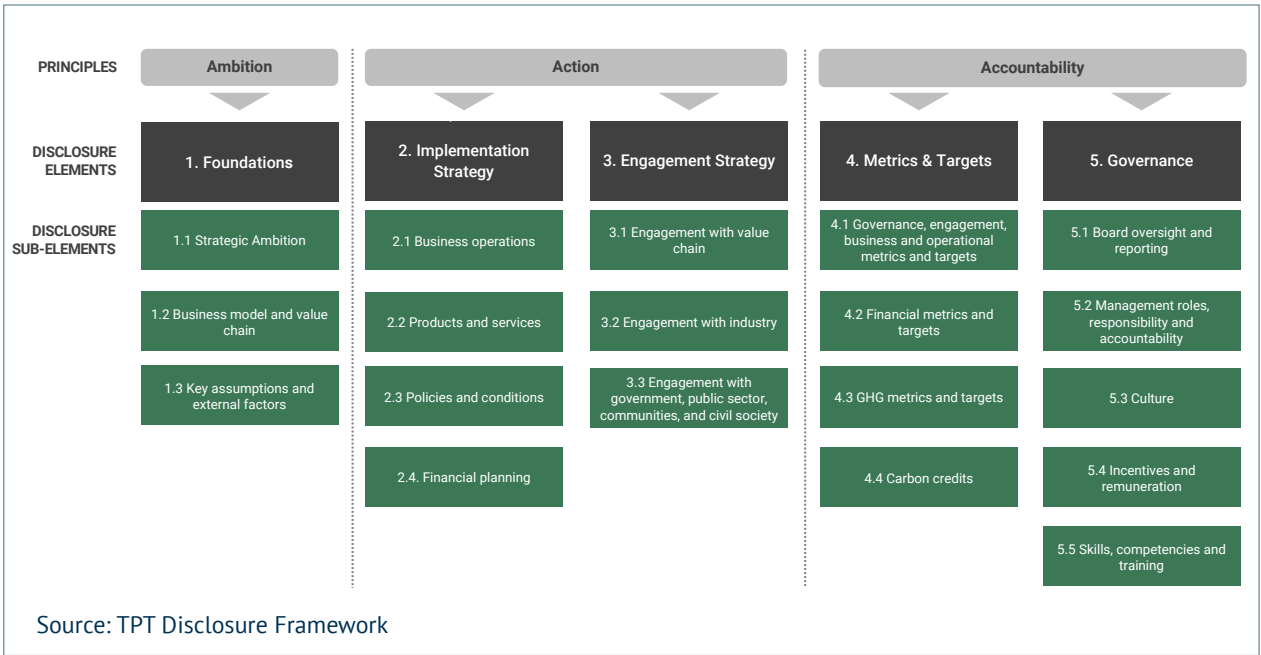 PRINCIPLES
Ambition
Action
Accountability
DISCLOSURE
ELEMENTS
1. Foundations
2. Implementation
Strategy
3. Engagement Strategy
4. Metrics & Targets
5. Governance
DISCLOSURE
SUB-ELEMENTS
1.1 Strategic Ambition
2.1 Business operations
3.1 Engagement with value
chain
4.1 Governance, engagement,
business and operational
metrics and targets
5.1 Board oversight and
reporting
1.2 Business model and value
chain
2.2 Products and services
3.2 Engagement with industry
4.2 Financial metrics and
targets
5.2 Management roles,
responsibility and
accountability
1.3 Key assumptions and
external factors
2.3 Policies and conditions
3.3 Engagement with
government, public sector,
communities, and civil society
4.3 GHG metrics and targets
5.3 Culture
2.4. Financial planning
4.4 Carbon credits
5.4 Incentives and
remuneration
5.5 Skills, competencies and
training
Source: TPT Disclosure Framework